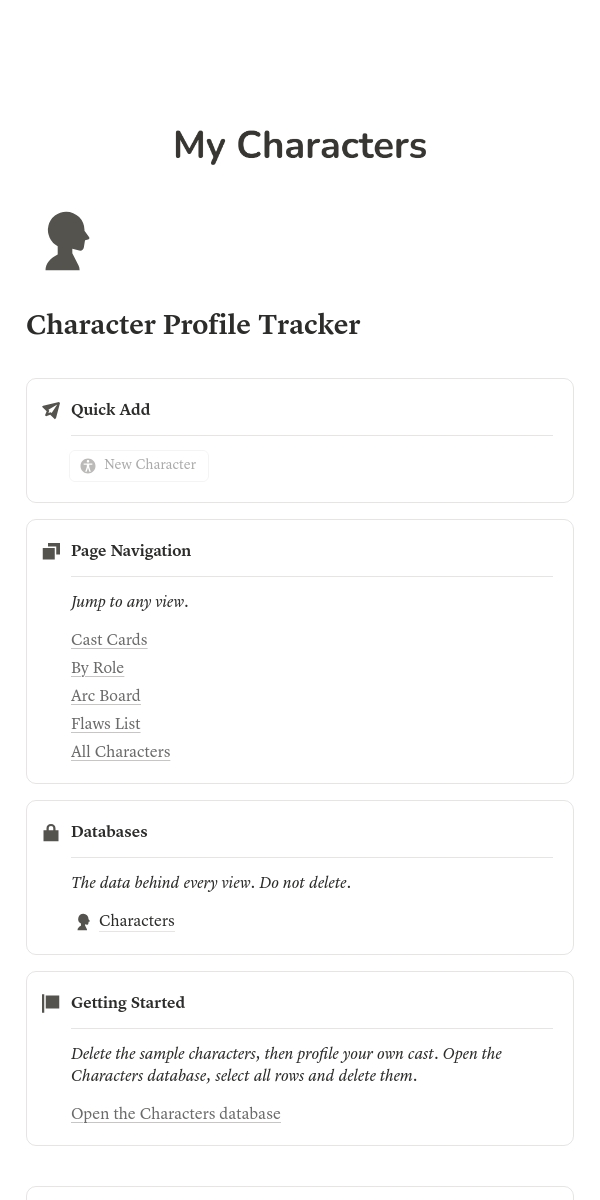 My Characters
Character Profile Tracker
Quick Add
New Character
Page Navigation
Jump to any view.
Cast Cards
By Role
Arc Board
Flaws List
All Characters
Databases
The data behind every view. Do not delete.
Characters
Getting Started
Delete the sample characters, then profile your own cast. Open the
Characters database, select all rows and delete them.
Open the Characters database